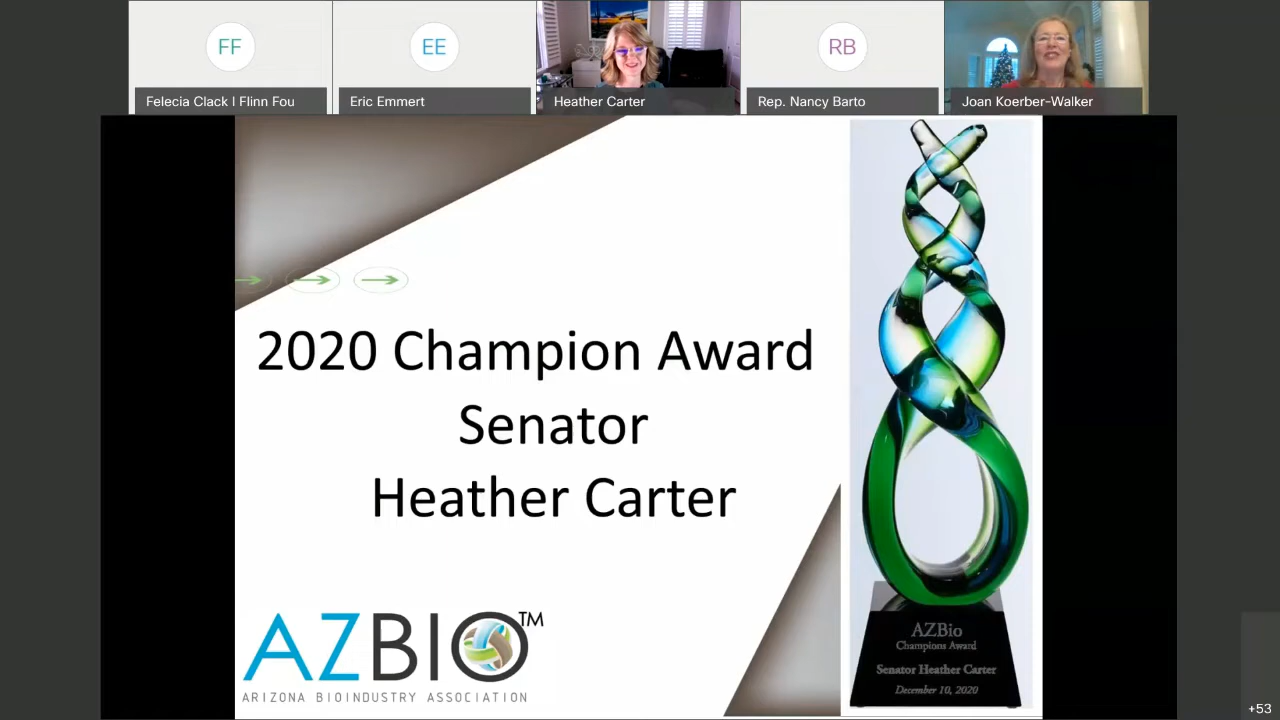 FF
EE
RB
Felecia Clack l Flinn Fou
Eric Emmert
Heather Carter
Rep. Nancy Barto
Joan Koerber-Walker
2020 Champion Award
Senator
Heather Carter
AZBIO™
ARIZONA BIOINDUSTRY ASSOCIATION
AZBio
Champions Award
Senator Heather Carter
December 10, 2020
+53